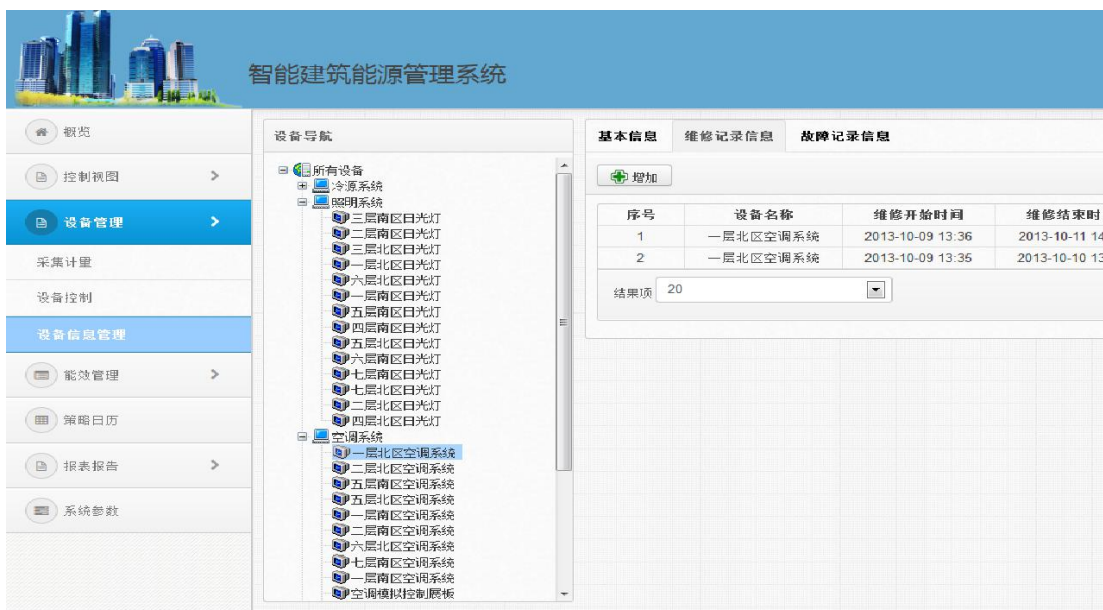 智能建筑能源管理系统
概览
控制视图
设备管理
采集计量
设备控制
设备信息管理
能效管理
策略日历
报表报告
系统参数
设备导航
所有设备
冷源系统
照明系统
三层南区日光灯
二层南区日光灯
三层北区日光灯
一层北区日光灯
六层北区日光灯
一层南区日光灯
五层南区日光灯
四层南区日光灯
五层北区日光灯
六层南区日光灯
七层南区日光灯
七层北区日光灯
二层北区日光灯
四层北区日光灯
空调系统
一层北区空调系统
二层北区空调系统
五层南区空调系统
五层北区空调系统
一层南区空调系统
二层南区空调系统
六层北区空调系统
七层南区空调系统
一层南区空调系统
空调模拟控制展板
基本信息 维修记录信息 故障记录信息
增加
序号 设备名称 维修开始时间 维修结束时
1 一层北区空调系统 2013-10-09 13:36 2013-10-11 14
2 一层北区空调系统 2013-10-09 13:35 2013-10-10 13
结果项 20